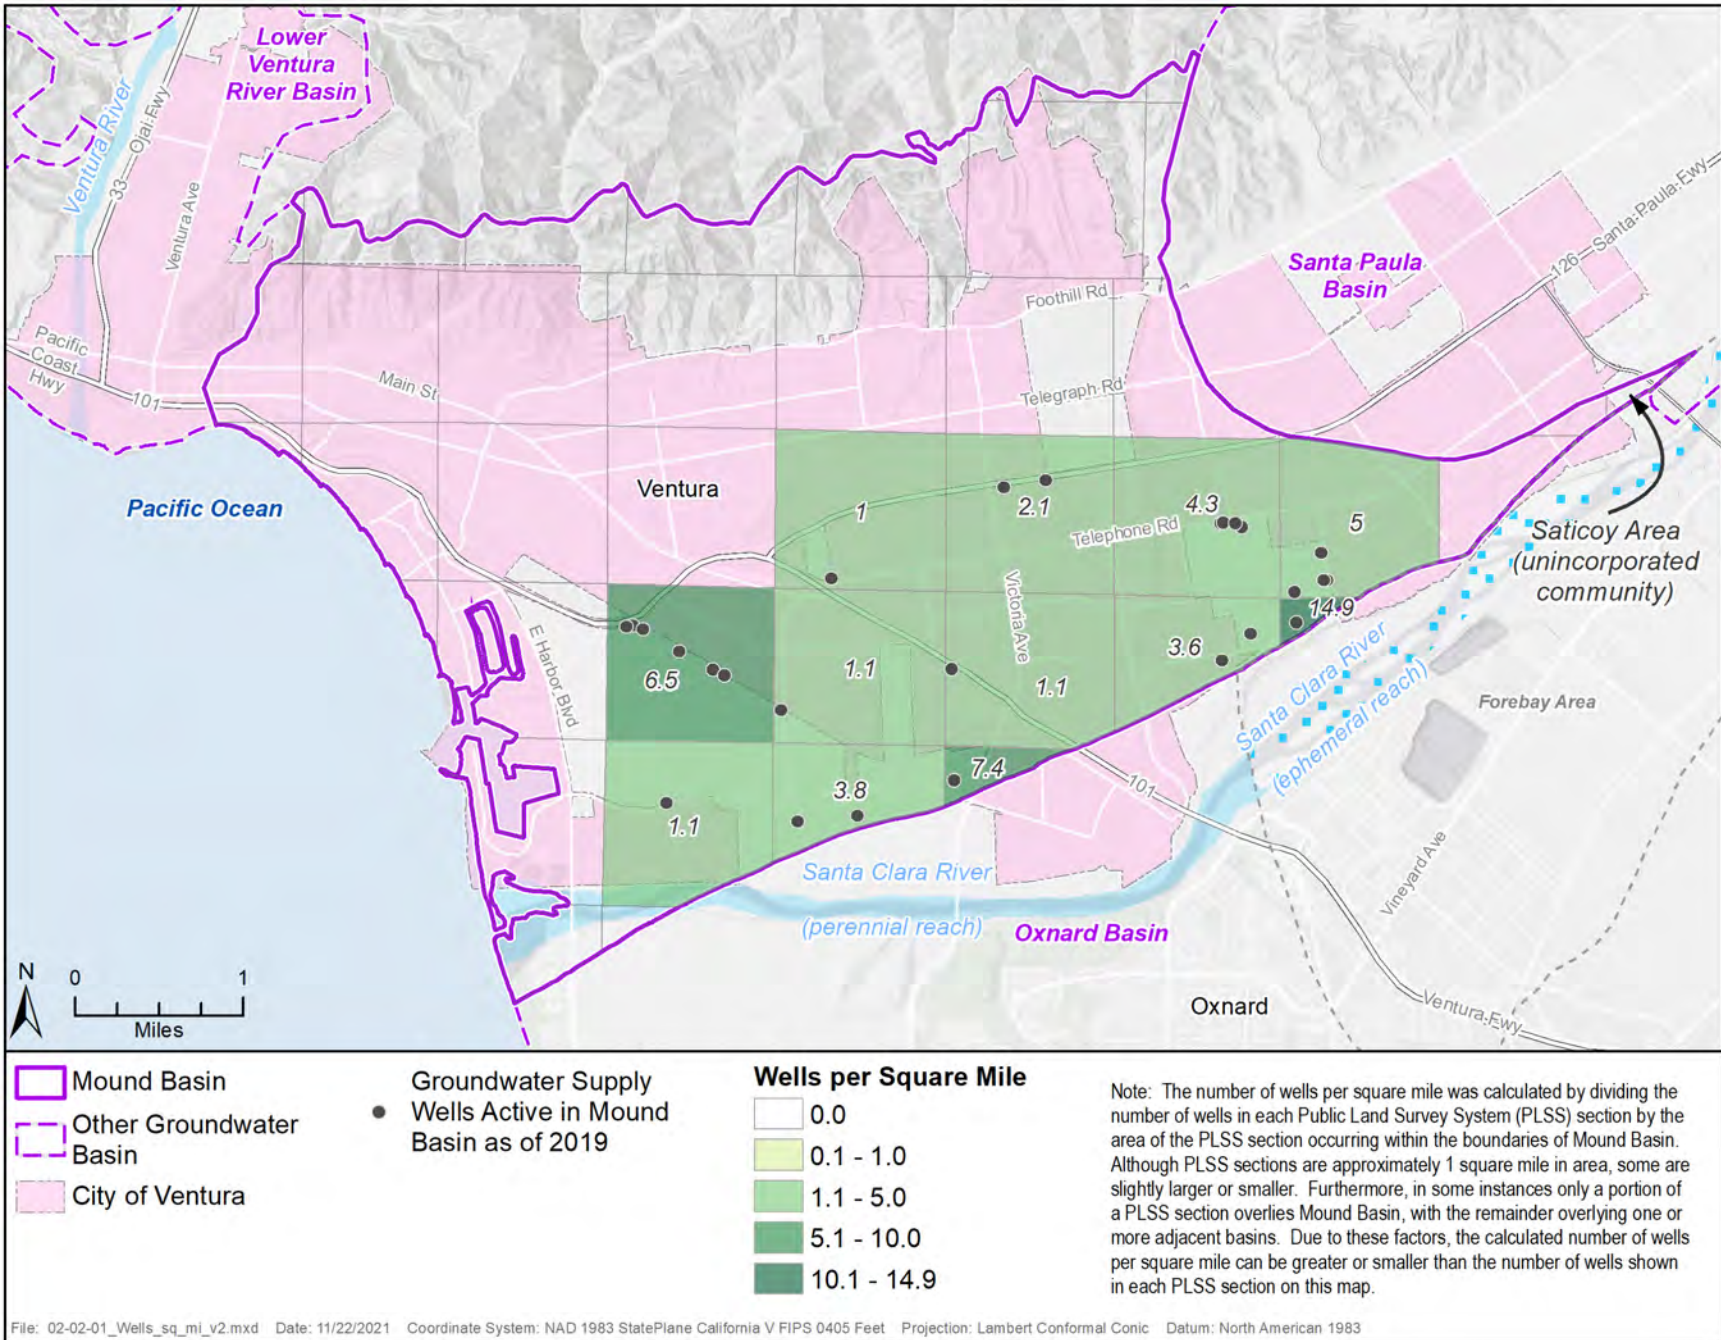 Lower
Ventura
River Basin
Ventura River
33
Ojai Fwy
Ventura Ave
Santa Paula
Basin
126
Santa Paula Fwy
Foothill Rd
Pacific
Coast
Hwy
101
Main St
Telegraph Rd
Pacific Ocean
Ventura
1
2.1
4.3
5
Telephone Rd
Saticoy Area
(unincorporated
community)
Victoria Ave
14.9
E Harbor Blvd
6.5
1.1
1.1
3.6
Santa Clara River
(ephemeral reach)
Forebay Area
7.4
101
3.8
1.1
Vineyard Ave
Santa Clara River
(perennial reach)
Oxnard Basin
Oxnard
Ventura Fwy
N
0 1
Miles
Mound Basin
Other Groundwater
Basin
City of Ventura
Groundwater Supply
Wells Active in Mound
Basin as of 2019
Wells per Square Mile
0.0
0.1 - 1.0
1.1 - 5.0
5.1 - 10.0
10.1 - 14.9
Note: The number of wells per square mile was calculated by dividing the
number of wells in each Public Land Survey System (PLSS) section by the
area of the PLSS section occurring within the boundaries of Mound Basin.
Although PLSS sections are approximately 1 square mile in area, some are
slightly larger or smaller. Furthermore, in some instances only a portion of
a PLSS section overlies Mound Basin, with the remainder overlying one or
more adjacent basins. Due to these factors, the calculated number of wells
per square mile can be greater or smaller than the number of wells shown
in each PLSS section on this map.
File: 02-02-01_Wells_sq_mi_v2.mxd Date: 11/22/2021 Coordinate System: NAD 1983 StatePlane California V FIPS 0405 Feet Projection: Lambert Conformal Conic Datum: North American 1983